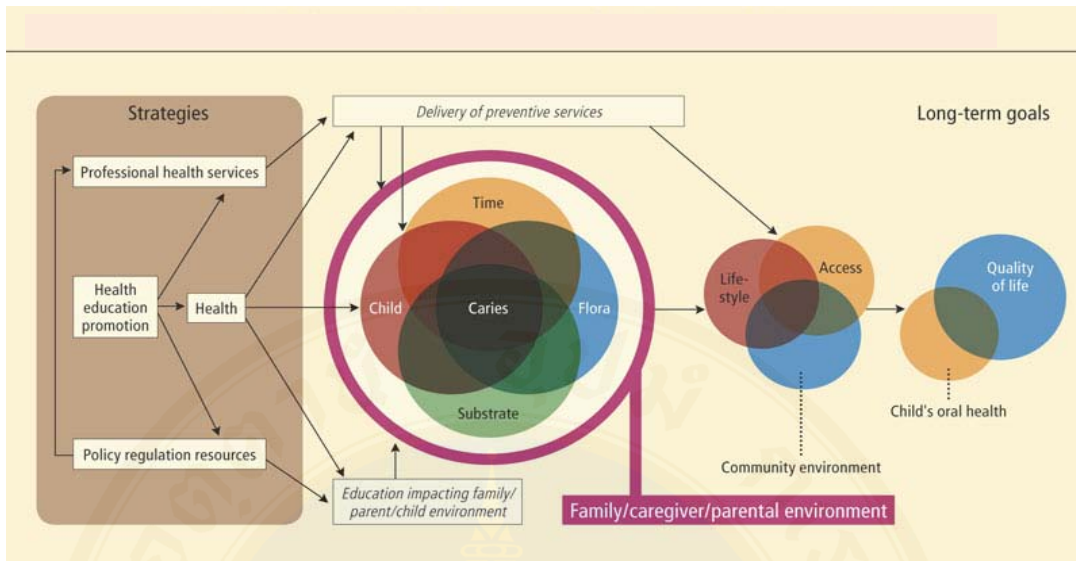 Strategies
Delivery of preventive services
Long-term goals
Professional health services
Time
Health
education
promotion
Health
Child
Caries
Flora
Life-
style
Access
Quality
of life
Substrate
Child's oral health
Policy regulation resources
Community environment
Education impacting family/
parent/child environment
Family/caregiver/parental environment